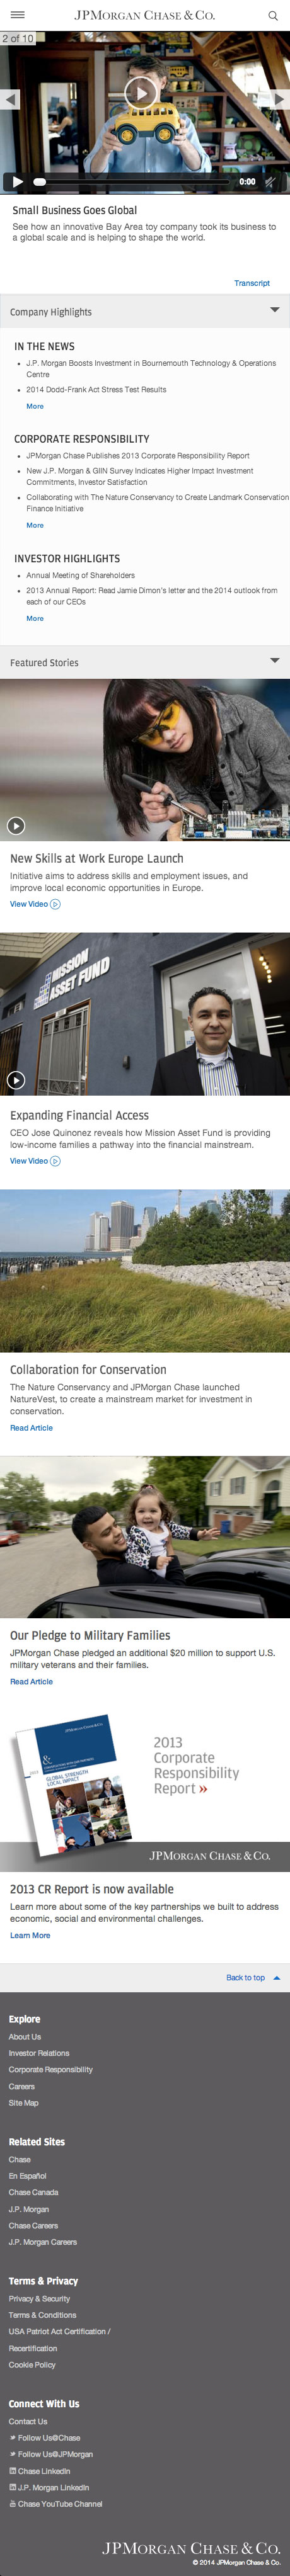 JPMORGAN CHASE & CO.
2 of 10
0:00
Small Business Goes Global
See how an innovative Bay Area toy company took its business to
a global scale and is helping to shape the world.
Transcript
Company Highlights
IN THE NEWS
• J.P. Morgan Boosts Investment in Bournemouth Technology & Operations
Centre
• 2014 Dodd-Frank Act Stress Test Results
More
CORPORATE RESPONSIBILITY
• JPMorgan Chase Publishes 2013 Corporate Responsibility Report
• New J.P. Morgan & GIIN Survey Indicates Higher Impact Investment
Commitments, Investor Satisfaction
• Collaborating with The Nature Conservancy to Create Landmark Conservation
Finance Initiative
More
INVESTOR HIGHLIGHTS
• Annual Meeting of Shareholders
• 2013 Annual Report: Read Jamie Dimon's letter and the 2014 outlook from
each of our CEOs
More
Featured Stories
New Skills at Work Europe Launch
Initiative aims to address skills and employment issues, and
improve local economic opportunities in Europe.
View Video
MISSION
ASSET FUND
Expanding Financial Access
CEO Jose Quinonez reveals how Mission Asset Fund is providing
low-income families a pathway into the financial mainstream.
View Video
Collaboration for Conservation
The Nature Conservancy and JPMorgan Chase launched
NatureVest, to create a mainstream market for investment in
conservation.
Read Article
Our Pledge to Military Families
JPMorgan Chase pledged an additional $20 million to support U.S.
military veterans and their families.
Read Article
JPMORGAN CHASE & CO.
&
GLOBAL STRENGTH
LOCAL IMPACT
2013
Corporate
Responsibility
Report »
JPMORGAN CHASE & CO.
2013 CR Report is now available
Learn more about some of the key partnerships we built to address
economic, social and environmental challenges.
Learn More
Back to top
Explore
About Us
Investor Relations
Corporate Responsibility
Careers
Site Map
Related Sites
Chase
En Español
Chase Canada
J.P. Morgan
Chase Careers
J.P. Morgan Careers
Terms & Privacy
Privacy & Security
Terms & Conditions
USA Patriot Act Certification /
Recertification
Cookie Policy
Connect With Us
Contact Us
Follow Us@Chase
Follow Us@JPMorgan
Chase LinkedIn
J.P. Morgan LinkedIn
Chase YouTube Channel
JPMORGAN CHASE & CO.
© 2014 JPMorgan Chase & Co.